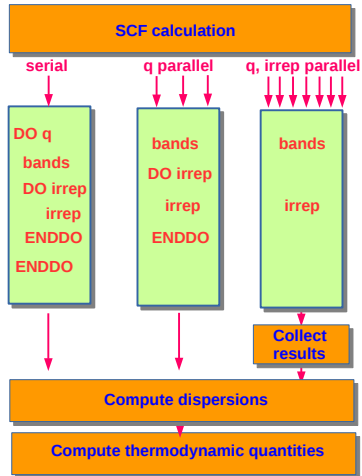 SCF calculation
serial
q parallel
q, irrep parallel
DO q
bands
DO irrep
irrep
ENDDO
ENDDO
bands
DO irrep
irrep
ENDDO
bands
irrep
Collect
results
Compute dispersions
Compute thermodynamic quantities